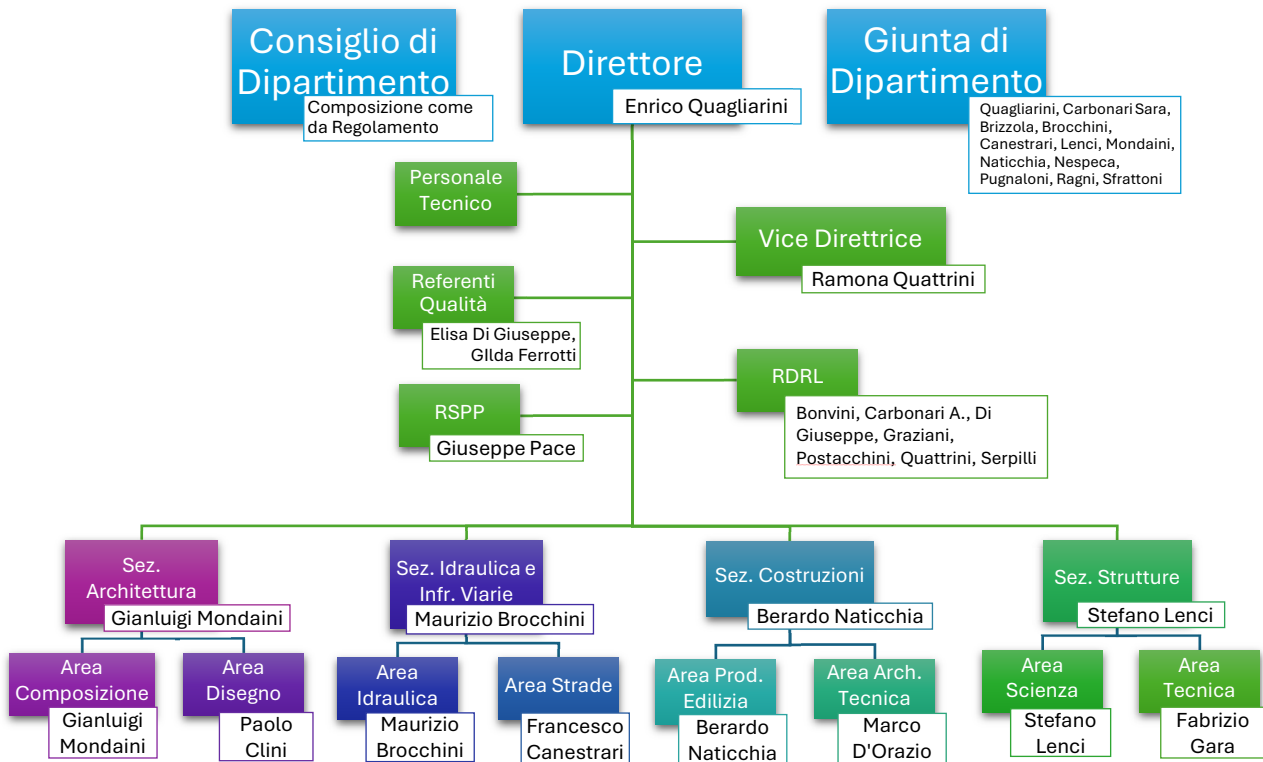 Consiglio di
Dipartimento
Composizione come
da Regolamento
Direttore
Enrico Quagliarini
Giunta di
Dipartimento
Quagliarini, Carbonari Sara,
Brizzola, Brocchini,
Canestrari, Lenci, Mondaini,
Naticchia, Nespeca,
Pugnaloni, Ragni, Sfrattoni
Personale
Tecnico
Vice Direttrice
Ramona Quattrini
Referenti
Qualità
Elisa Di Giuseppe,
GIlda Ferrotti
RDRL
Bonvini, Carbonari A., Di
Giuseppe, Graziani,
Postacchini, Quattrini, Serpilli
RSPP
Giuseppe Pace
Sez.
Architettura
Gianluigi Mondaini
Sez. Idraulica e
Infr. Viarie
Maurizio Brocchini
Sez. Costruzioni
Berardo Naticchia
Sez. Strutture
Stefano Lenci
Area
Composizione
Gianluigi
Mondaini
Area
Disegno
Paolo
Clini
Area
Idraulica
Maurizio
Brocchini
Area Strade
Francesco
Canestrari
Area Prod.
Edilizia
Berardo
Naticchia
Area Arch.
Tecnica
Marco
D'Orazio
Area
Scienza
Stefano
Lenci
Area
Tecnica
Fabrizio
Gara